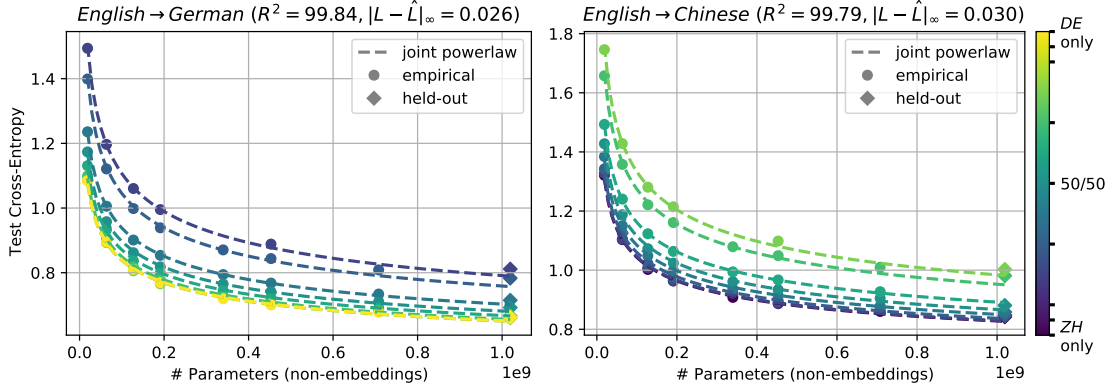 English → German (R² = 99.84, |L − L̂|∞ = 0.026)
English → Chinese (R² = 99.79, |L − L̂|∞ = 0.030)
Test Cross-Entropy
1.4
1.2
1.0
0.8
joint powerlaw
empirical
held-out
0.0 0.2 0.4 0.6 0.8 1.0
1e9
# Parameters (non-embeddings)
1.8
1.6
1.4
1.2
1.0
0.8
joint powerlaw
empirical
held-out
0.0 0.2 0.4 0.6 0.8 1.0
1e9
# Parameters (non-embeddings)
DE
only
50/50
ZH
only